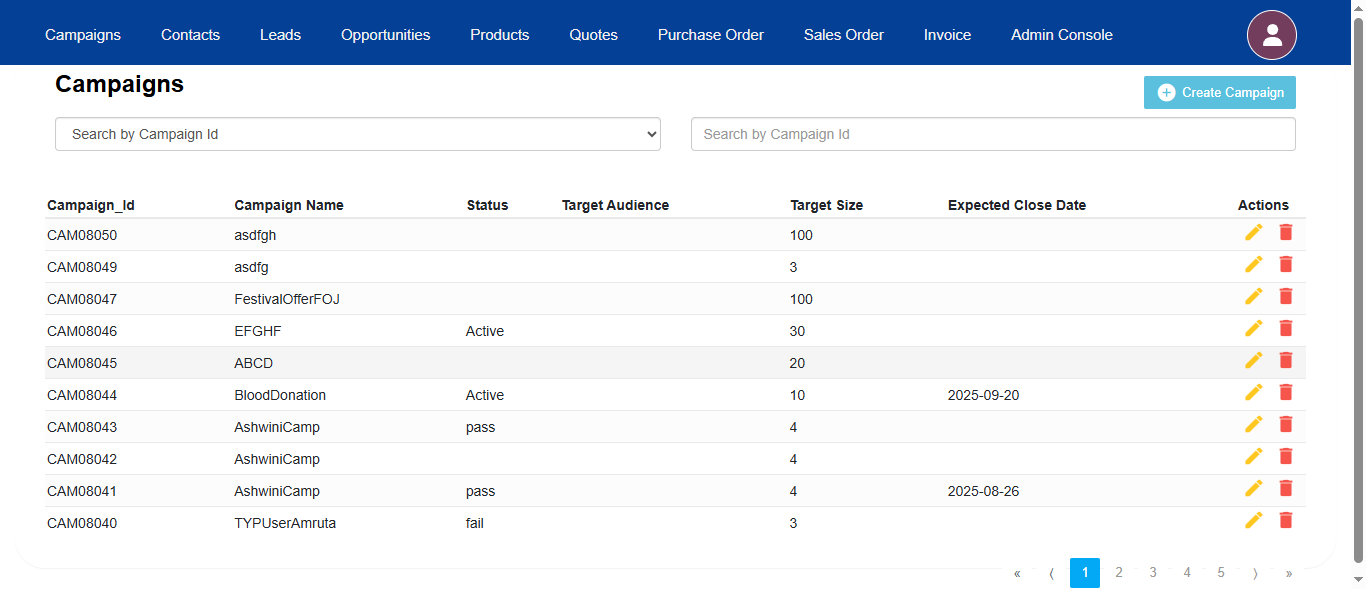 Campaigns Contacts Leads Opportunities Products Quotes Purchase Order Sales Order Invoice Admin Console
Campaigns
Create Campaign
Search by Campaign Id Search by Campaign Id
Campaign_Id Campaign Name Status Target Audience Target Size Expected Close Date Actions
CAM08050 asdfgh 100
CAM08049 asdfg 3
CAM08047 FestivalOfferFOJ 100
CAM08046 EFGHF Active 30
CAM08045 ABCD 20
CAM08044 BloodDonation Active 10 2025-09-20
CAM08043 AshwiniCamp pass 4
CAM08042 AshwiniCamp 4
CAM08041 AshwiniCamp pass 4 2025-08-26
CAM08040 TYPUserAmruta fail 3
« ⟨ 1 2 3 4 5 ⟩ »